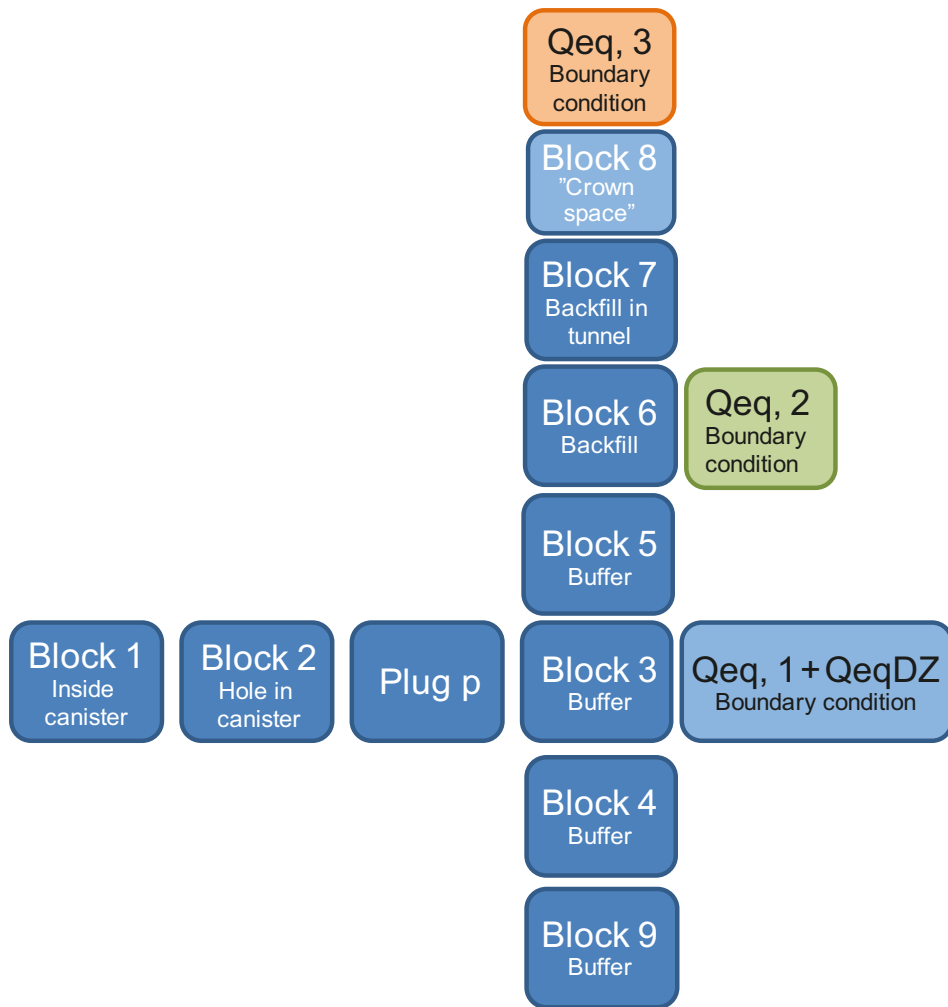 Qeq, 3
Boundary
condition
Block 8
”Crown
space”
Block 7
Backfill in
tunnel
Block 6
Backfill
Qeq, 2
Boundary
condition
Block 5
Buffer
Block 1
Inside
canister
Block 2
Hole in
canister
Plug p
Block 3
Buffer
Qeq, 1 + QeqDZ
Boundary condition
Block 4
Buffer
Block 9
Buffer